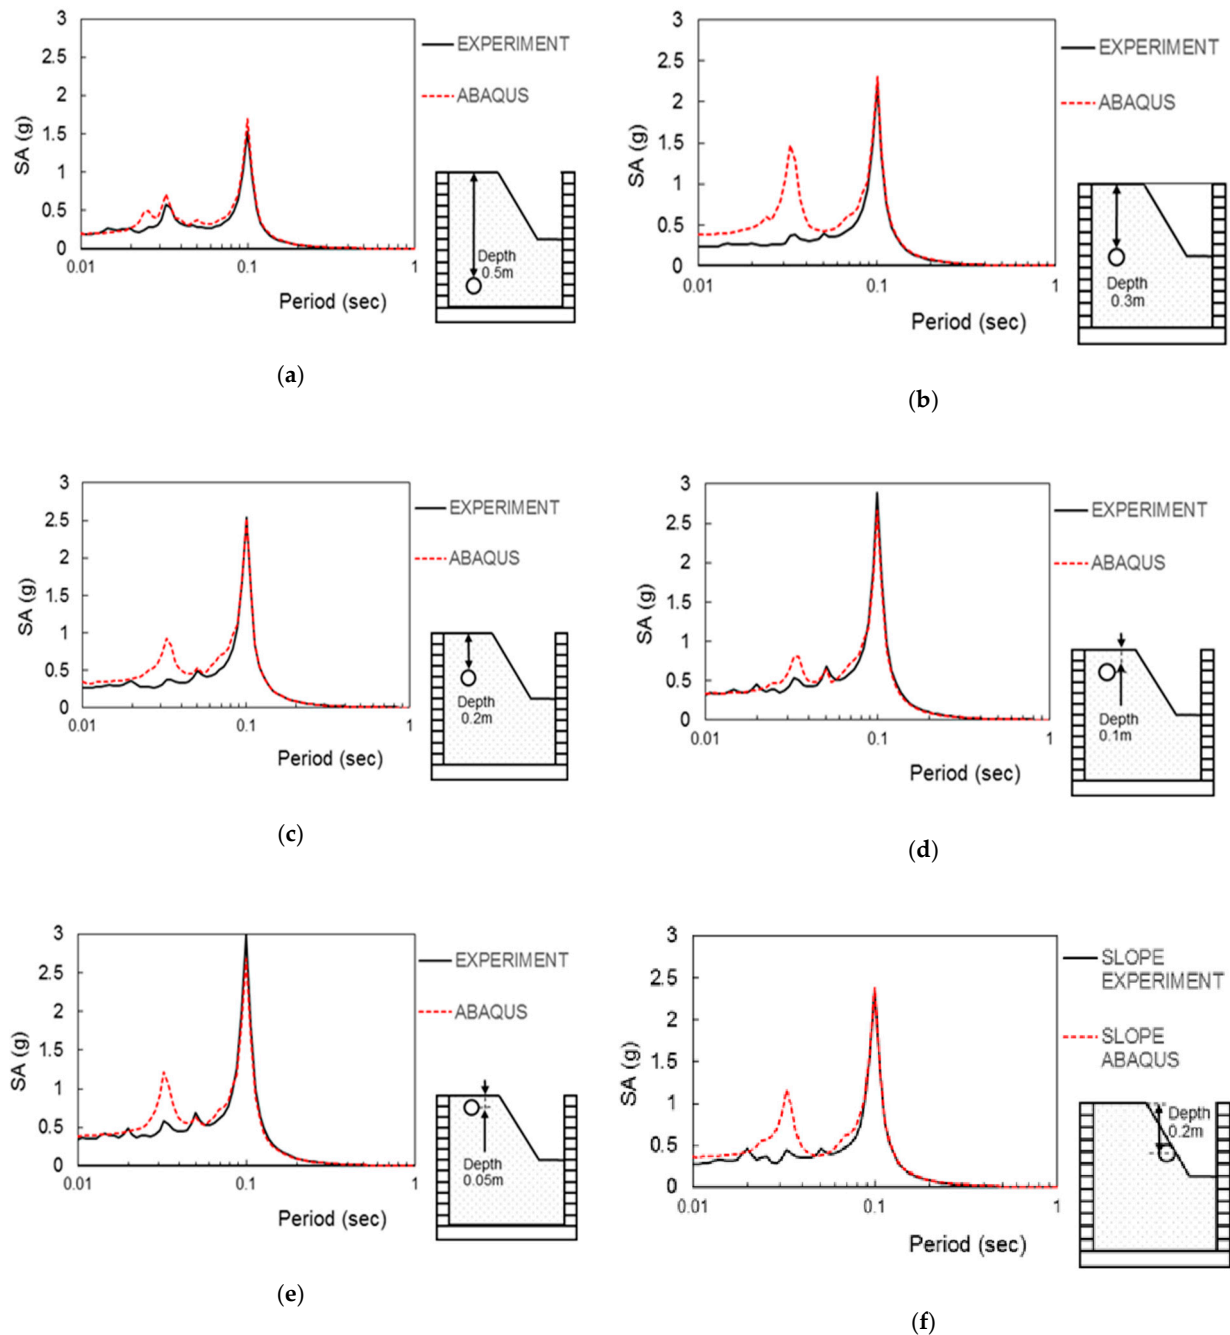 3
2.5
2
1.5
1
0.5
0
SA (g)
0.01
0.1
1
Period (sec)
EXPERIMENT
ABAQUS
Depth
0.5m
(a)
3
2.5
2
1.5
1
0.5
0
SA (g)
0.01
0.1
1
Period (sec)
EXPERIMENT
ABAQUS
Depth
0.3m
(b)
3
2.5
2
1.5
1
0.5
0
SA (g)
0.01
0.1
1
Period (sec)
EXPERIMENT
ABAQUS
Depth
0.2m
(c)
3
2.5
2
1.5
1
0.5
0
SA (g)
0.01
0.1
1
Period (sec)
EXPERIMENT
ABAQUS
Depth
0.1m
(d)
3
2.5
2
1.5
1
0.5
0
SA (g)
0.01
0.1
1
Period (sec)
EXPERIMENT
ABAQUS
Depth
0.05m
(e)
3
2.5
2
1.5
1
0.5
0
SA (g)
0.01
0.1
1
Period (sec)
SLOPE
EXPERIMENT
SLOPE
ABAQUS
Depth
0.2m
(f)